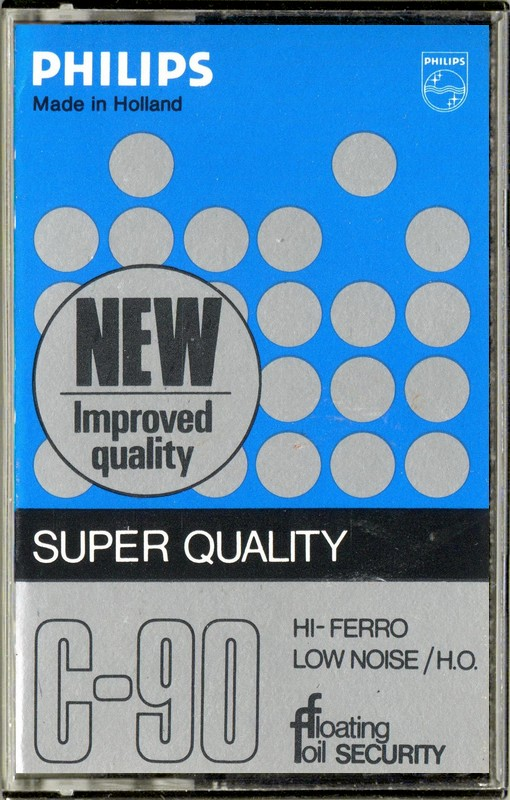 PHILIPS
Made in Holland
PHILIPS
NEW
Improved
quality
SUPER QUALITY
C-90
HI-FERRO
LOW NOISE/H.O.
floating
foil SECURITY